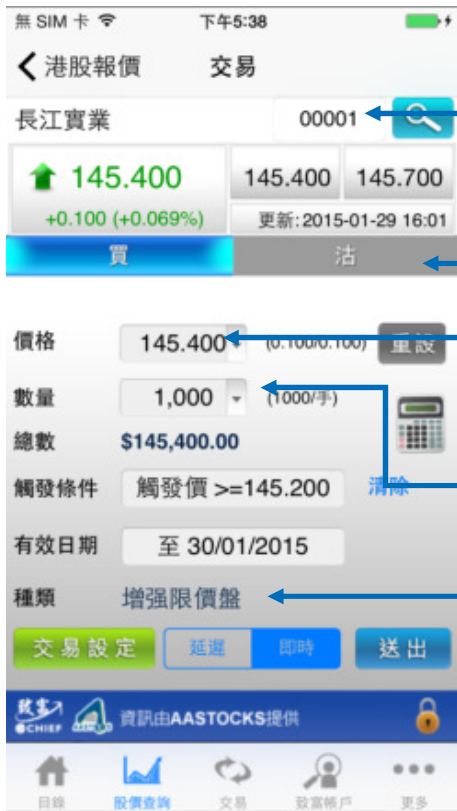 無 SIM 卡 下午5:38
港股報價 交易
長江實業 00001
145.400 145.400 145.700
+0.100 (+0.069%) 更新:2015-01-29 16:01
買 沽
價格 145.400 (0.100/0.100) 重設
數量 1,000 (1000/手)
總數 $145,400.00
觸發條件 觸發價 >=145.200 清除
有效日期 至 30/01/2015
種類 增强限價盤
交易設定 延遲 即時 送出
致富 CHIEF 資訊由AASTOCKS提供
目錄 股價查詢 交易 致富帳戶 更多